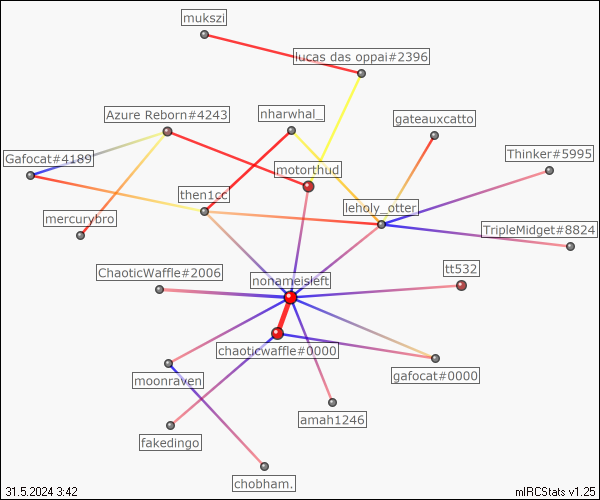 mukszi
lucas das oppai#2396
Azure Reborn#4243
nharwhal_
gateauxcatto
Gafocat#4189
Thinker#5995
motorthud
then1cc
leholy_otter
mercurybro
TripleMidget#8824
ChaoticWaffle#2006
nonameisleft
tt532
chaoticwaffle#0000
moonraven
gafocat#0000
amah1246
fakedingo
chobham.
31.5.2024 3:42
mIRCStats v1.25